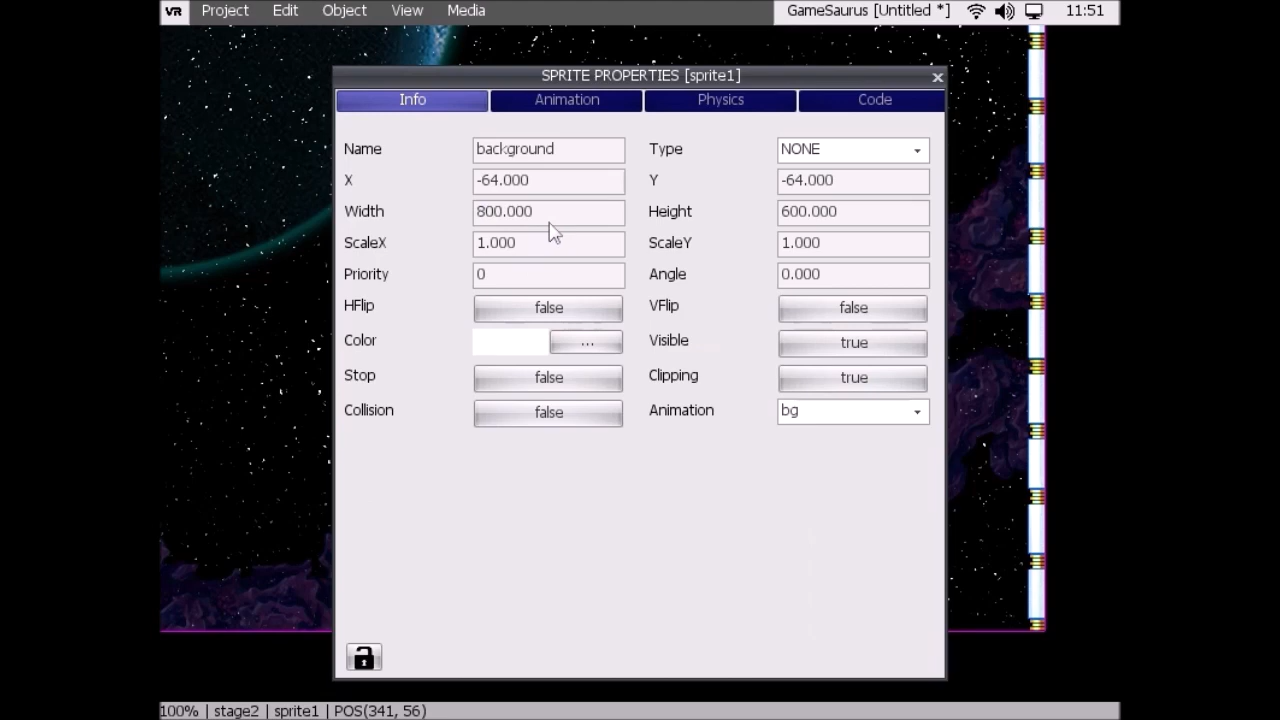 VR Project Edit Object View Media GameSaurus [Untitled *] 11:51
SPRITE PROPERTIES [sprite1]
Info Animation Physics Code
Name background Type NONE
X -64.000 Y -64.000
Width 800.000 Height 600.000
ScaleX 1.000 ScaleY 1.000
Priority 0 Angle 0.000
HFlip false VFlip false
Color ... Visible true
Stop false Clipping true
Collision false Animation bg
100% | stage2 | sprite1 | POS(341, 56)